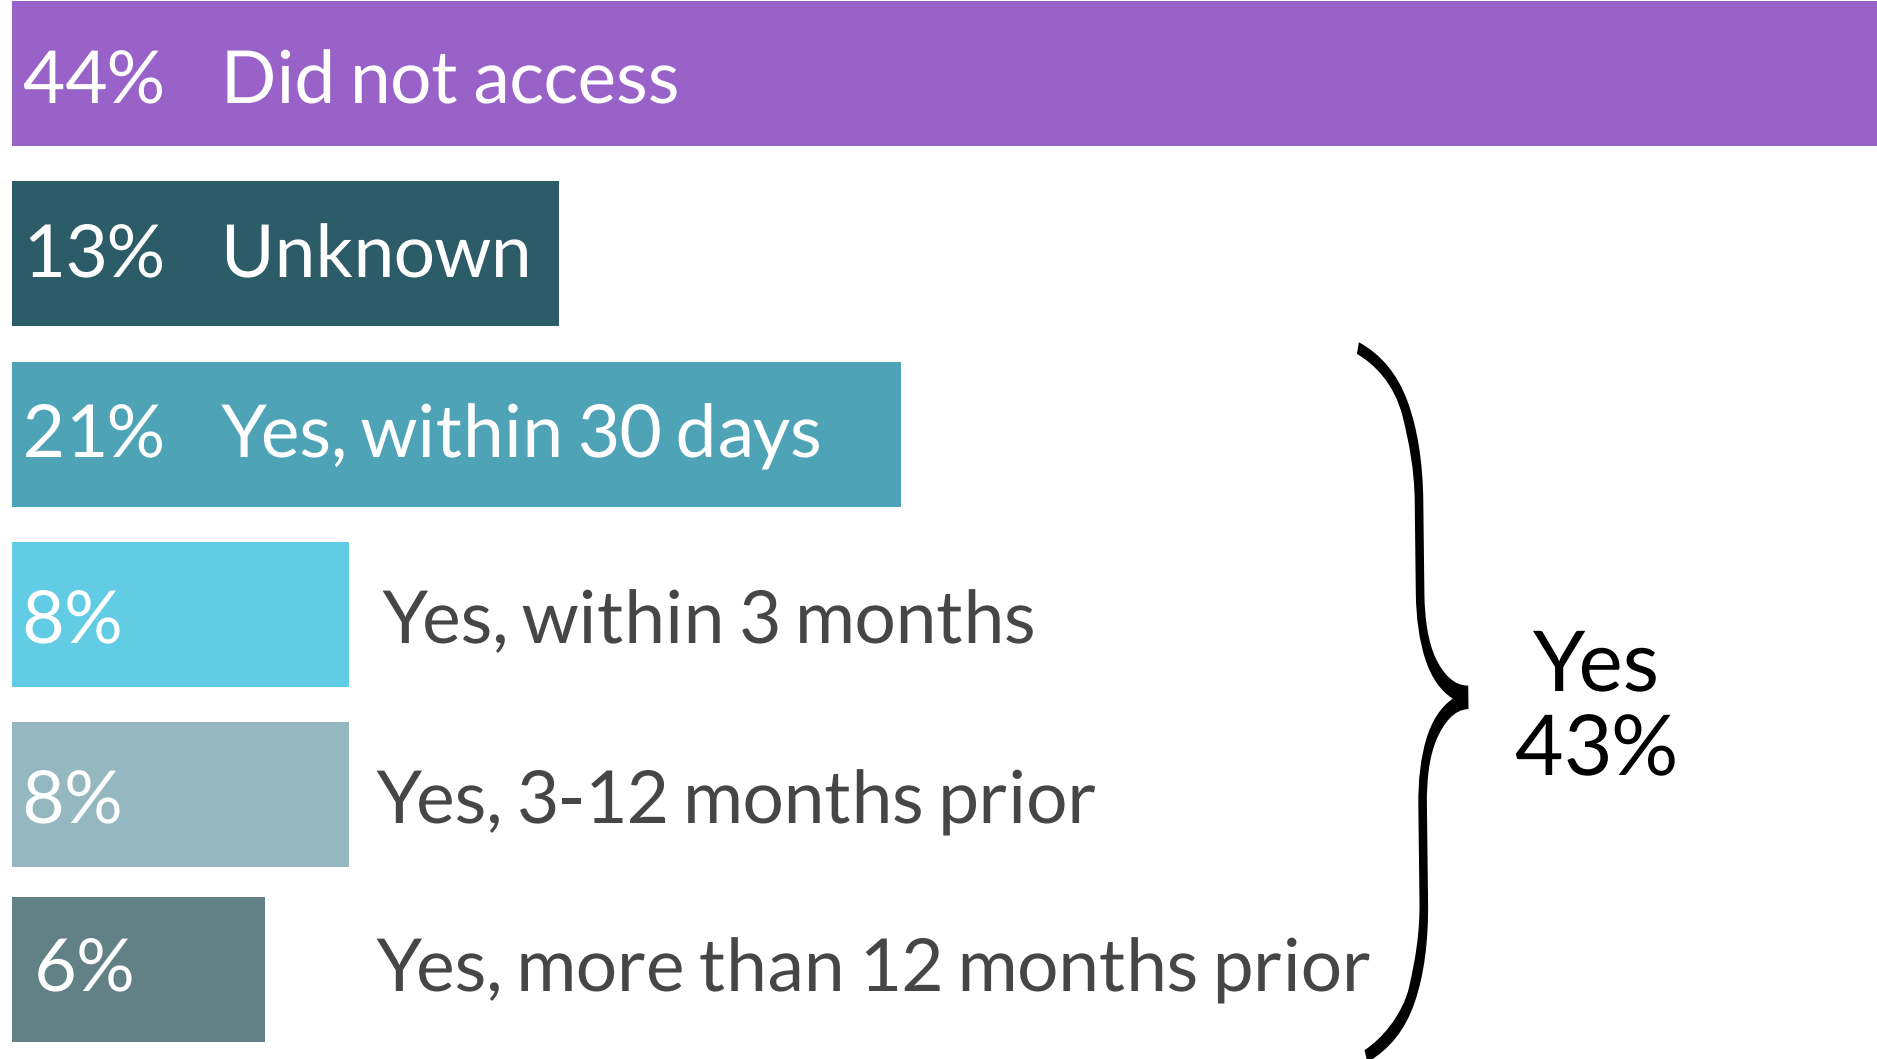 44% Did not access
13% Unknown
21% Yes, within 30 days
8% Yes, within 3 months
8% Yes, 3-12 months prior
6% Yes, more than 12 months prior
Yes
43%